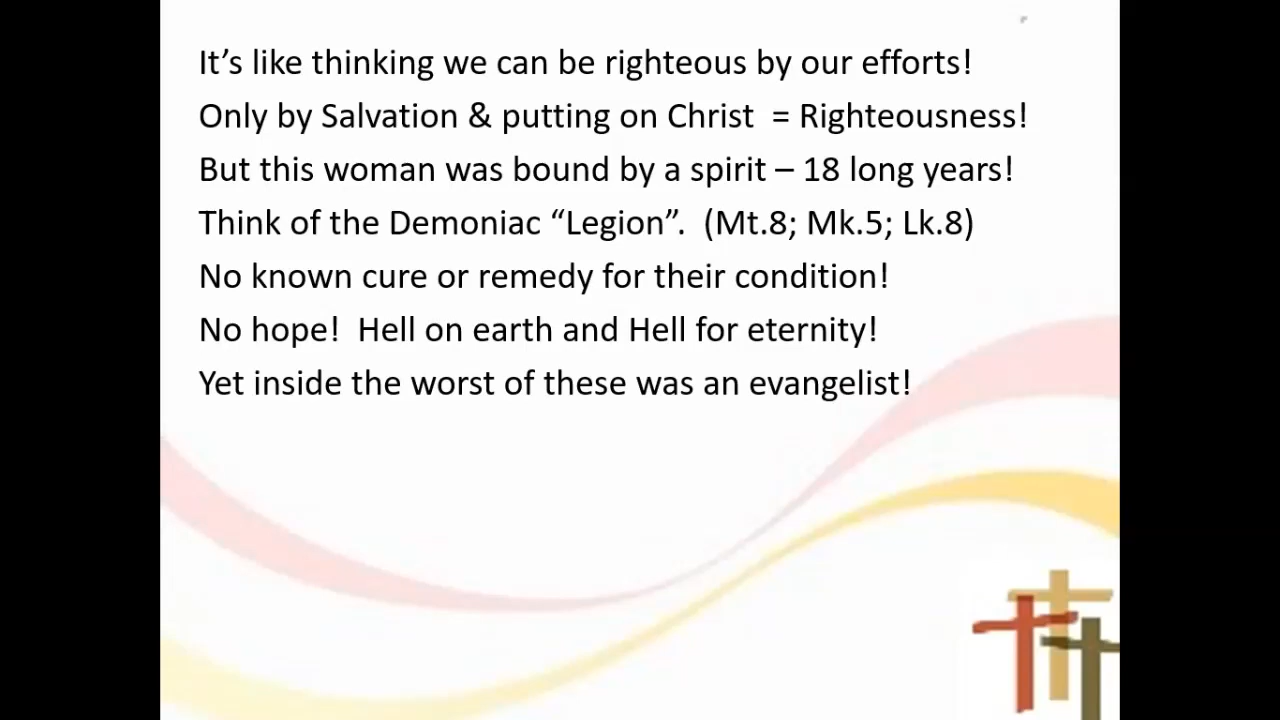 It’s like thinking we can be righteous by our efforts!
Only by Salvation & putting on Christ  = Righteousness!
But this woman was bound by a spirit – 18 long years!
Think of the Demoniac “Legion”.  (Mt.8; Mk.5; Lk.8)
No known cure or remedy for their condition!
No hope!  Hell on earth and Hell for eternity!
Yet inside the worst of these was an evangelist!